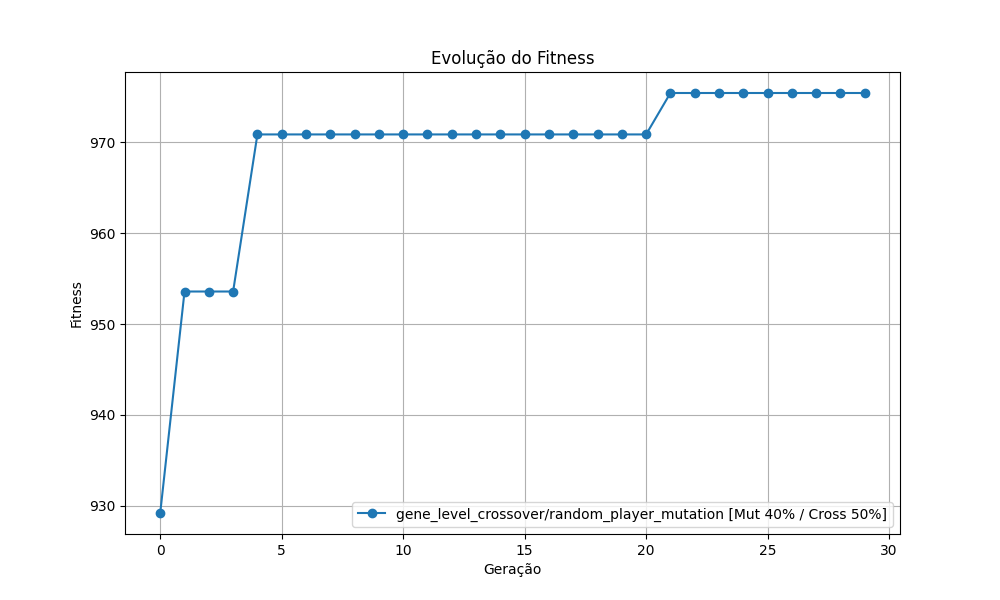 Evolução do Fitness
Fitness
970
960
950
940
930
gene_level_crossover/random_player_mutation [Mut 40% / Cross 50%]
0 5 10 15 20 25 30
Geração